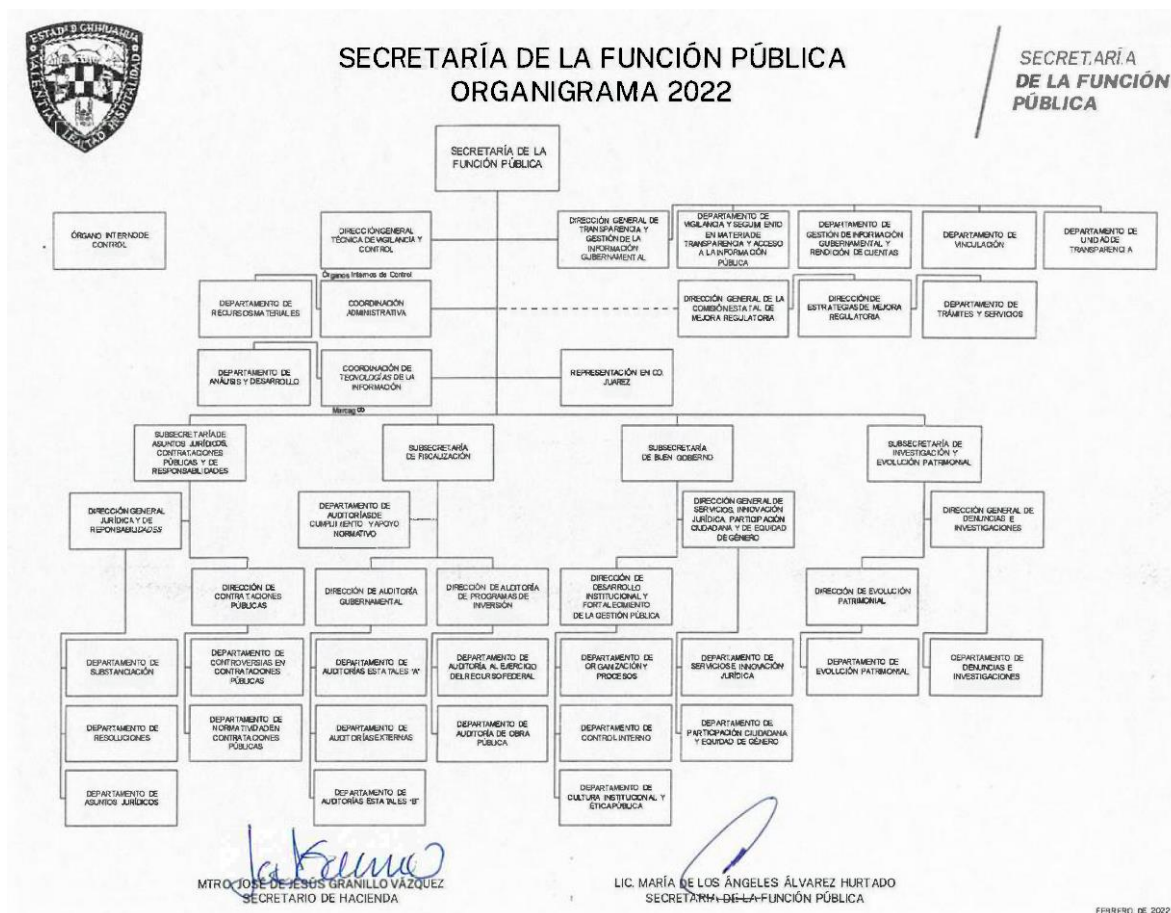 ESTADO D CHIHUAHUA
VALENTIA
LEALTAD
HOSPITALIDAD
SECRETARÍA DE LA FUNCIÓN PÚBLICA
ORGANIGRAMA 2022
SECRETARÍA
DE LA FUNCIÓN
PÚBLICA
SECRETARÍA DE LA
FUNCIÓN PÚBLICA
ÓRGANO INTERNO DE
CONTROL
DIRECCIÓN GENERAL
TÉCNICA DE VIGILANCIA Y
CONTROL
DIRECCIÓN GENERAL DE
TRANSPARENCIA Y
GESTIÓN DE LA
INFORMACIÓN
GUBERNAMENTAL
DEPARTAMENTO DE
VIGILANCIA Y SEGUIMIENTO
EN MATERIA DE
TRANSPARENCIA Y ACCESO
A LA INFORMACIÓN
PÚBLICA
DEPARTAMENTO DE
GESTIÓN DE INFORMACIÓN
GUBERNAMENTAL Y
RENDICIÓN DE CUENTAS
DEPARTAMENTO DE
VINCULACIÓN
DEPARTAMENTO DE
UNIDAD DE
TRANSPARENCIA
Órganos Internos de Control
DEPARTAMENTO DE
RECURSOS MATERIALES
COORDINACIÓN
ADMINISTRATIVA
DIRECCIÓN GENERAL DE LA
COMISIÓN ESTATAL DE
MEJORA REGULATORIA
DIRECCIÓN DE
ESTRATEGIAS DE MEJORA
REGULATORIA
DEPARTAMENTO DE
TRÁMITES Y SERVICIOS
DEPARTAMENTO DE
ANÁLISIS Y DESARROLLO
COORDINACIÓN DE
TECNOLOGÍAS DE LA
INFORMACIÓN
REPRESENTACIÓN EN CD.
JUAREZ
SUBSECRETARÍA DE
ASUNTOS JURÍDICOS,
CONTRATACIONES
PÚBLICAS Y DE
RESPONSABILIDADES
SUBSECRETARÍA
DE FISCALIZACIÓN
SUBSECRETARÍA
DE BUEN GOBIERNO
SUBSECRETARÍA DE
INVESTIGACIÓN Y
EVOLUCIÓN PATRIMONIAL
DIRECCIÓN GENERAL
JURÍDICA Y DE
REPONSABILIDADES
DEPARTAMENTO DE
AUDITORÍAS DE
CUMPLIMIENTO Y APOYO
NORMATIVO
DIRECCIÓN GENERAL DE
SERVICIOS, INNOVACIÓN
JURÍDICA, PARTICIPACIÓN
CIUDADANA Y DE EQUIDAD
DE GÉNERO
DIRECCIÓN GENERAL DE
DENUNCIAS E
INVESTIGACIONES
DIRECCIÓN DE
CONTRATACIONES
PÚBLICAS
DIRECCIÓN DE AUDITORÍA
GUBERNAMENTAL
DIRECCIÓN DE AUDITORÍA
DE PROGRAMAS DE
INVERSIÓN
DIRECCIÓN DE
DESARROLLO
INSTITUCIONAL Y
FORTALECIMIENTO
DE LA GESTIÓN PÚBLICA
DIRECCIÓN DE EVOLUCIÓN
PATRIMONIAL
DEPARTAMENTO DE
SUBSTANCIACIÓN
DEPARTAMENTO DE
CONTROVERSIAS EN
CONTRATACIONES
PÚBLICAS
DEPARTAMENTO DE
AUDITORÍAS ESTATALES "A"
DEPARTAMENTO DE
AUDITORÍA AL EJERCICIO
DEL RECURSO FEDERAL
DEPARTAMENTO DE
ORGANIZACIÓN Y
PROCESOS
DEPARTAMENTO DE
SERVICIOS E INNOVACIÓN
JURÍDICA
DEPARTAMENTO DE
EVOLUCIÓN PATRIMONIAL
DEPARTAMENTO DE
DENUNCIAS E
INVESTIGACIONES
DEPARTAMENTO DE
RESOLUCIONES
DEPARTAMENTO DE
NORMATIVIDAD EN
CONTRATACIONES
PÚBLICAS
DEPARTAMENTO DE
AUDITORÍAS EXTERNAS
DEPARTAMENTO DE
AUDITORÍA DE OBRA
PÚBLICA
DEPARTAMENTO DE
CONTROL INTERNO
DEPARTAMENTO DE
PARTICIPACIÓN CIUDADANA
Y EQUIDAD DE GÉNERO
DEPARTAMENTO DE
ASUNTOS JURÍDICOS
DEPARTAMENTO DE
AUDITORÍAS ESTATALES "B"
DEPARTAMENTO DE
CULTURA INSTITUCIONAL Y
ÉTICA PÚBLICA
MTRO. JOSÉ DE JESÚS GRANILLO VÁZQUEZ
SECRETARIO DE HACIENDA
LIC. MARÍA DE LOS ÁNGELES ÁLVAREZ HURTADO
SECRETARIA DE LA FUNCIÓN PÚBLICA
FEBRERO DE 2022